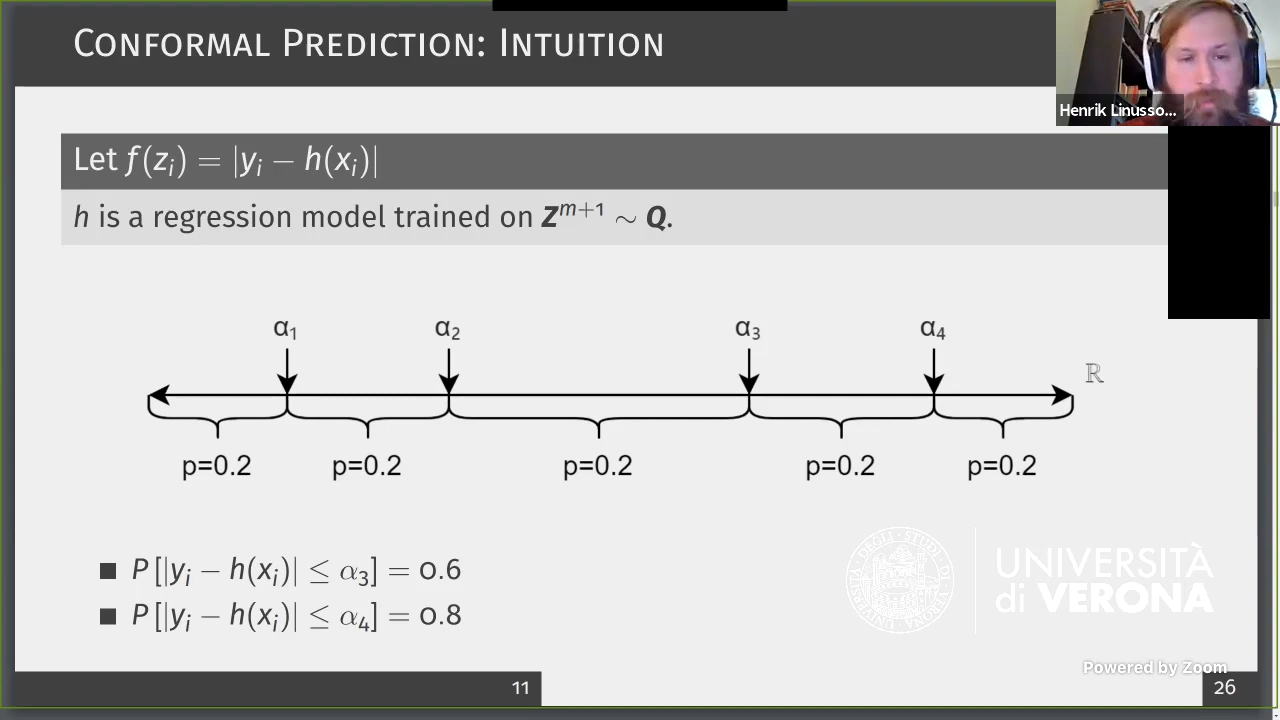 CONFORMAL PREDICTION: INTUITION
Henrik Linusso...
Let f(zᵢ) = |yᵢ − h(xᵢ)|
h is a regression model trained on Zᵐ⁺¹ ∼ Q.
α₁ α₂ α₃ α₄
ℝ
p=0.2 p=0.2 p=0.2 p=0.2 p=0.2
■ P [|yᵢ − h(xᵢ)| ≤ α₃] = 0.6
■ P [|yᵢ − h(xᵢ)| ≤ α₄] = 0.8
UNIVERSITÀ
di VERONA
Powered by Zoom
11 26